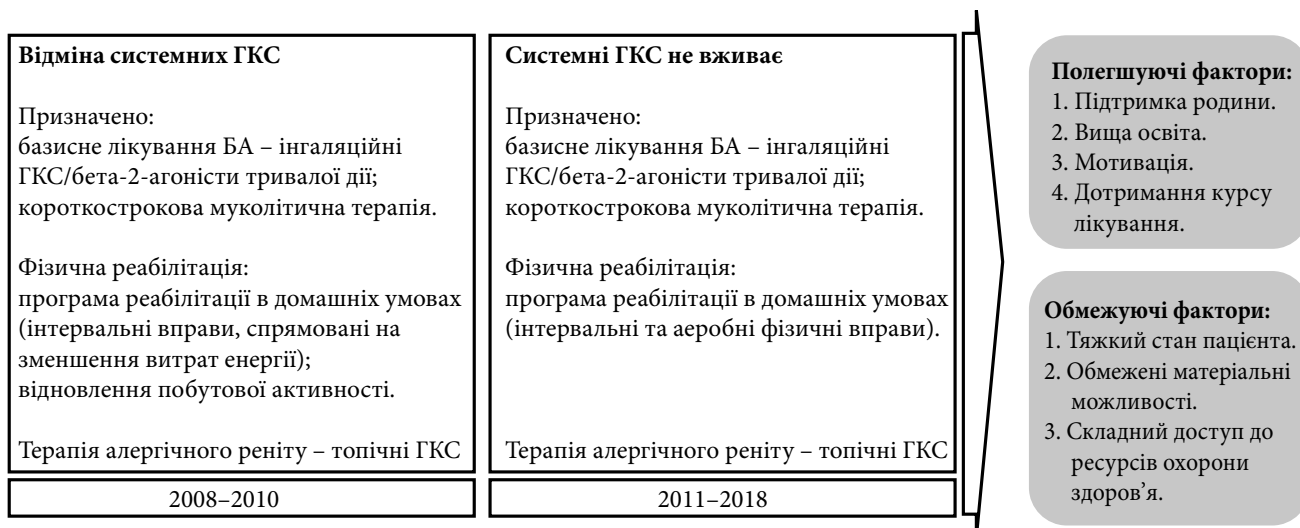 Відміна системних ГКС
Призначено:
базисне лікування БА – інгаляційні
ГКС/бета-2-агоністи тривалої дії;
короткострокова муколітична терапія.
Фізична реабілітація:
програма реабілітації в домашніх умовах
(інтервальні вправи, спрямовані на
зменшення витрат енергії);
відновлення побутової активності.
Терапія алергічного реніту – топічні ГКС
2008–2010
Системні ГКС не вживає
Призначено:
базисне лікування БА – інгаляційні
ГКС/бета-2-агоністи тривалої дії;
короткострокова муколітична терапія.
Фізична реабілітація:
програма реабілітації в домашніх умовах
(інтервальні та аеробні фізичні вправи).
Терапія алергічного реніту – топічні ГКС
2011–2018
Полегшуючі фактори:
1. Підтримка родини.
2. Вища освіта.
3. Мотивація.
4. Дотримання курсу
лікування.
Обмежуючі фактори:
1. Тяжкий стан пацієнта.
2. Обмежені матеріальні
можливості.
3. Складний доступ до
ресурсів охорони
здоров’я.